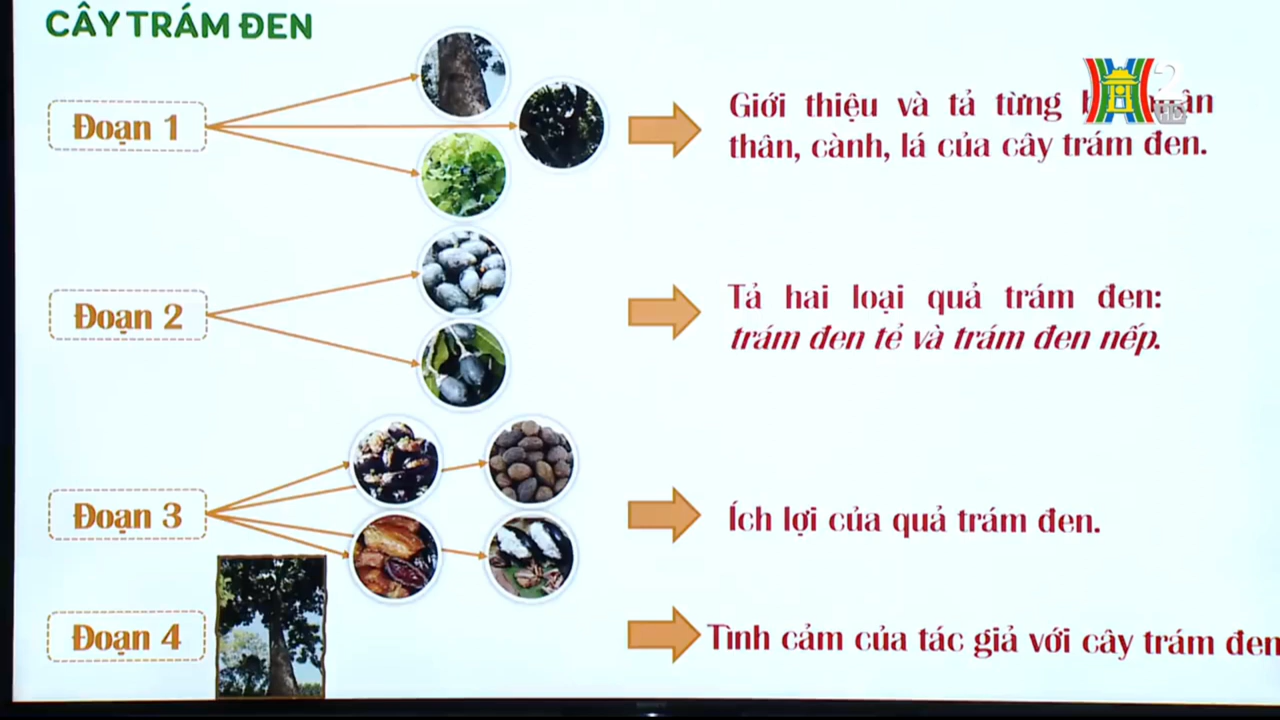 CÂY TRÁM ĐEN
Đoạn 1
Giới thiệu và tả từng
thân, cành, lá của cây trám đen.
Đoạn 2
Tả hai loại quả trám đen:
trám đen tẻ và trám đen nếp.
Đoạn 3
Ích lợi của quả trám đen.
Đoạn 4
Tình cảm của tác giả với cây trám đen